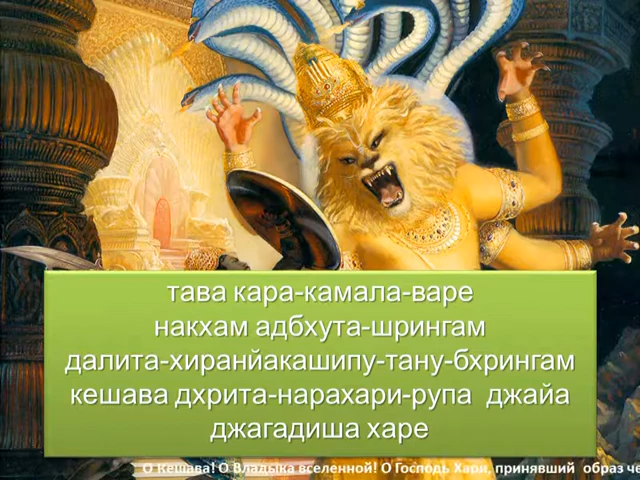 тава кара-камала-варе
накхам адбхута-шрингам
далита-хиранйакашипу-тану-бхрингам
кешава дхрита-нарахари-рупа джайа
джагадиша харе
О Кешава! О Владыка вселенной! О Господь Хари, принявший образ че